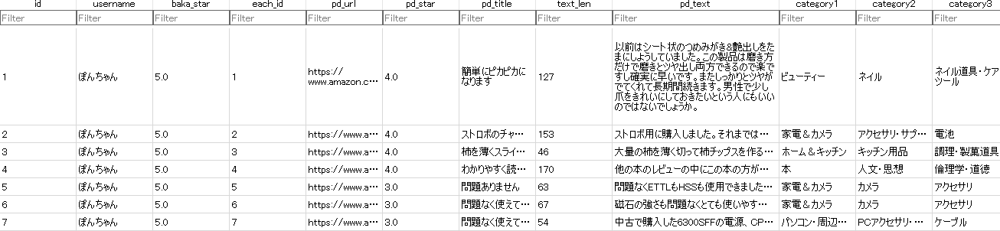 id username baka_star each_id pd_url pd_star pd_title text_len pd_text category1 category2 category3
Filter Filter Filter Filter Filter Filter Filter Filter Filter Filter Filter Filter
1 ぽんちゃん 5.0 1 https://
www.amazon.c… 4.0 簡単にピカピカに
なります 127 以前はシート状のつめみがき&艶出しをた
まにしようしていました。この製品は磨き方
だけで磨きとツヤ出し両方できるので楽で
すし確実に早いです。またしっかりとツヤが
でてくれて長期間続きます。男性で少し
爪をきれいにしておきたいという人にもいい
のではないでしょうか。 ビューティー ネイル ネイル道具・ケア
ツール
2 ぽんちゃん 5.0 2 https://www.a… 4.0 ストロボのチャ… 153 ストロボ用に購入しました。それまでは… 家電&カメラ アクセサリ・サプ… 電池
3 ぽんちゃん 5.0 3 https://www.a… 4.0 柿を薄くスライ… 46 大量の柿を薄く切って柿チップスを作る… ホーム&キッチン キッチン用品 調理・製菓道具
4 ぽんちゃん 5.0 4 https://www.a… 4.0 わかりやすく読… 170 他の本のレビューの中にこの本の方が… 本 人文・思想 倫理学・道徳
5 ぽんちゃん 5.0 5 https://www.a… 3.0 問題ありません 63 問題なくETTLもHSSも使用できました… 家電&カメラ カメラ アクセサリ
6 ぽんちゃん 5.0 6 https://www.a… 3.0 問題なく使えて… 67 磁石の強さも問題なくとても使いやす… 家電&カメラ カメラ アクセサリ
7 ぽんちゃん 5.0 7 https://www.a… 3.0 問題なく使えて… 54 中古で購入した6300SFFの電源、CP… パソコン・周辺… PCアクセサリ・… ケーブル